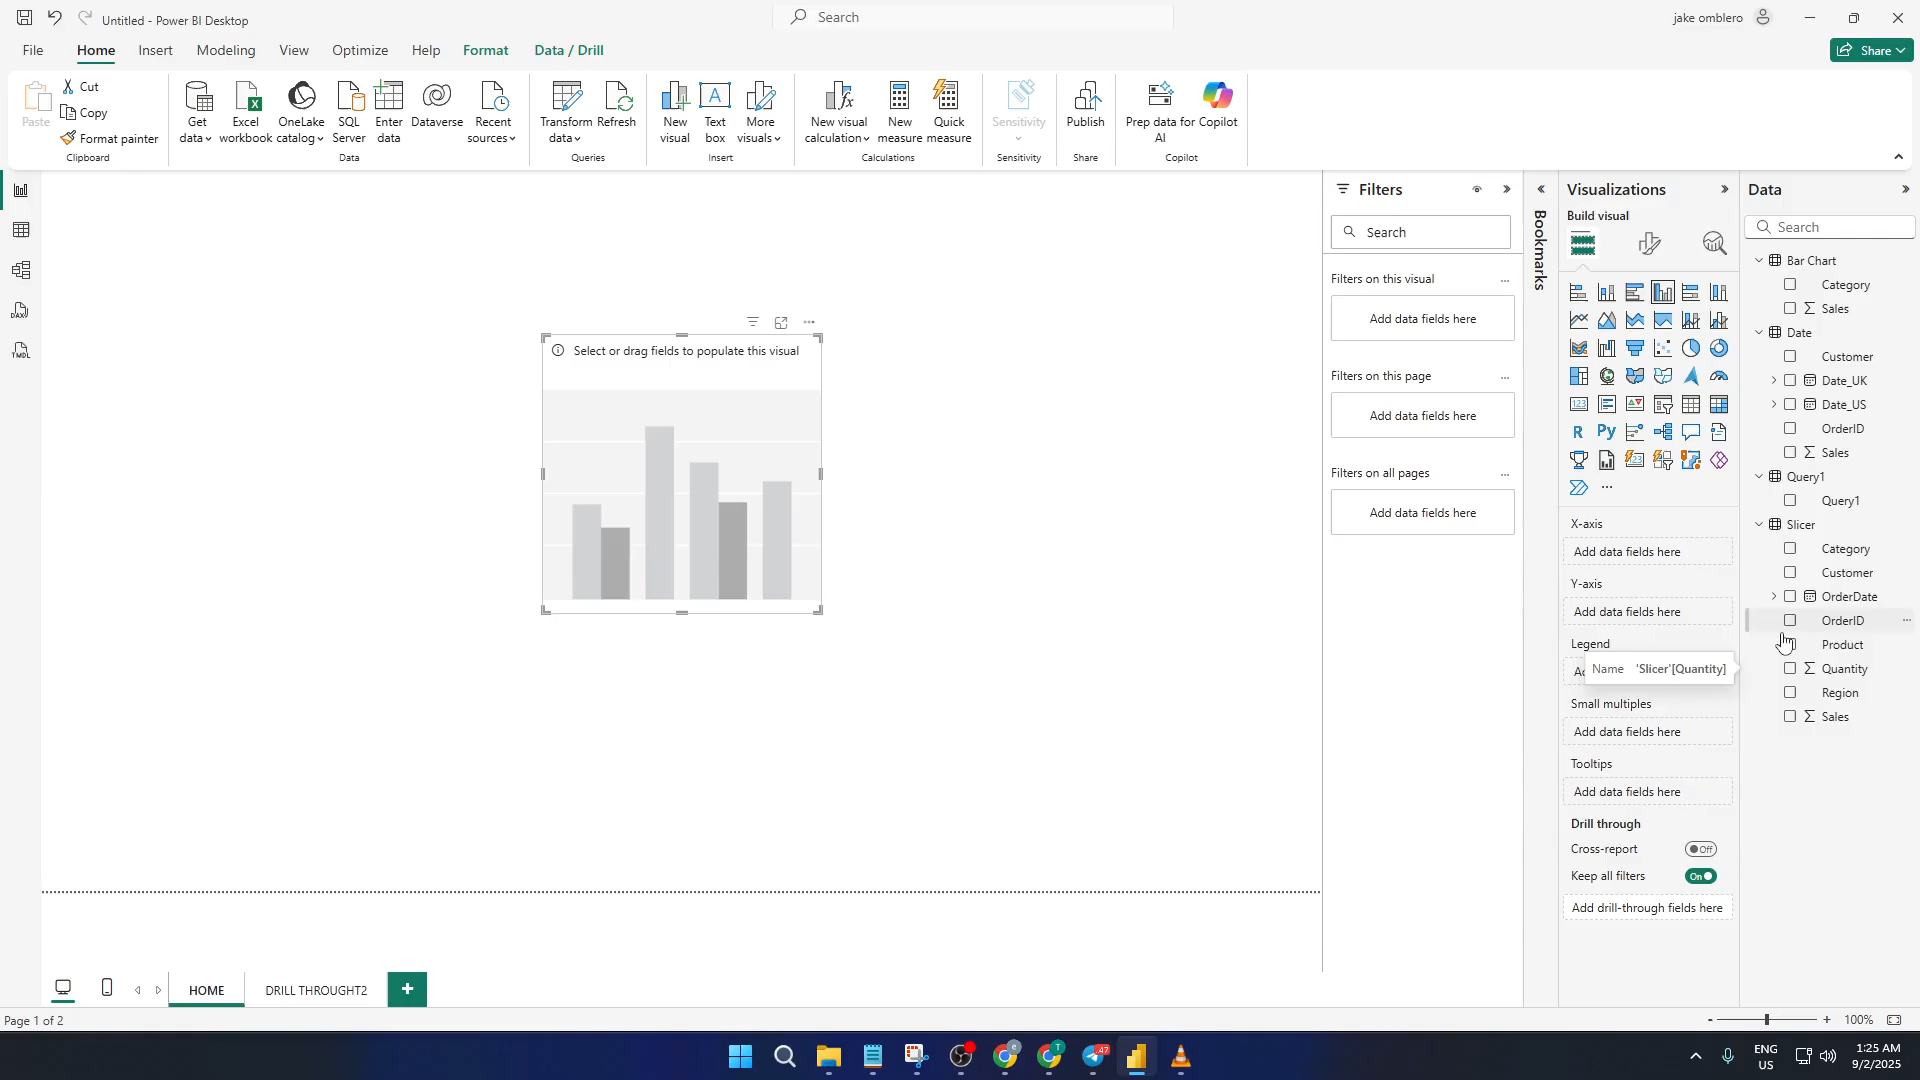 Untitled - Power BI Desktop
Search
jake omblero
File
Home
Insert
Modeling
View
Optimize
Help
Format
Data / Drill
Share
Paste
Cut
Copy
Format painter
Clipboard
Get data
Excel workbook
OneLake catalog
SQL Server
Enter data
Dataverse
Recent sources
Data
Transform data
Refresh
Queries
New visual
Text box
More visuals
Insert
New visual calculation
New measure
Quick measure
Calculations
Sensitivity
Sensitivity
Publish
Share
Prep data for AI
Copilot
Copilot
Select or drag fields to populate this visual
Filters
Search
Filters on this visual
Add data fields here
Filters on this page
Add data fields here
Filters on all pages
Add data fields here
Bookmarks
Visualizations
Build visual
X-axis
Add data fields here
Y-axis
Add data fields here
Legend
Name 'Slicer'[Quantity]
Small multiples
Add data fields here
Tooltips
Add data fields here
Drill through
Cross-report
Off
Keep all filters
On
Add drill-through fields here
Data
Search
Bar Chart
Category
Sales
Date
Customer
Date_UK
Date_US
OrderID
Sales
Query1
Query1
Slicer
Category
Customer
OrderDate
OrderID
Product
Quantity
Region
Sales
HOME
DRILL THROUGHT2
Page 1 of 2
100%
47
ENG
US
1:25 AM
9/2/2025